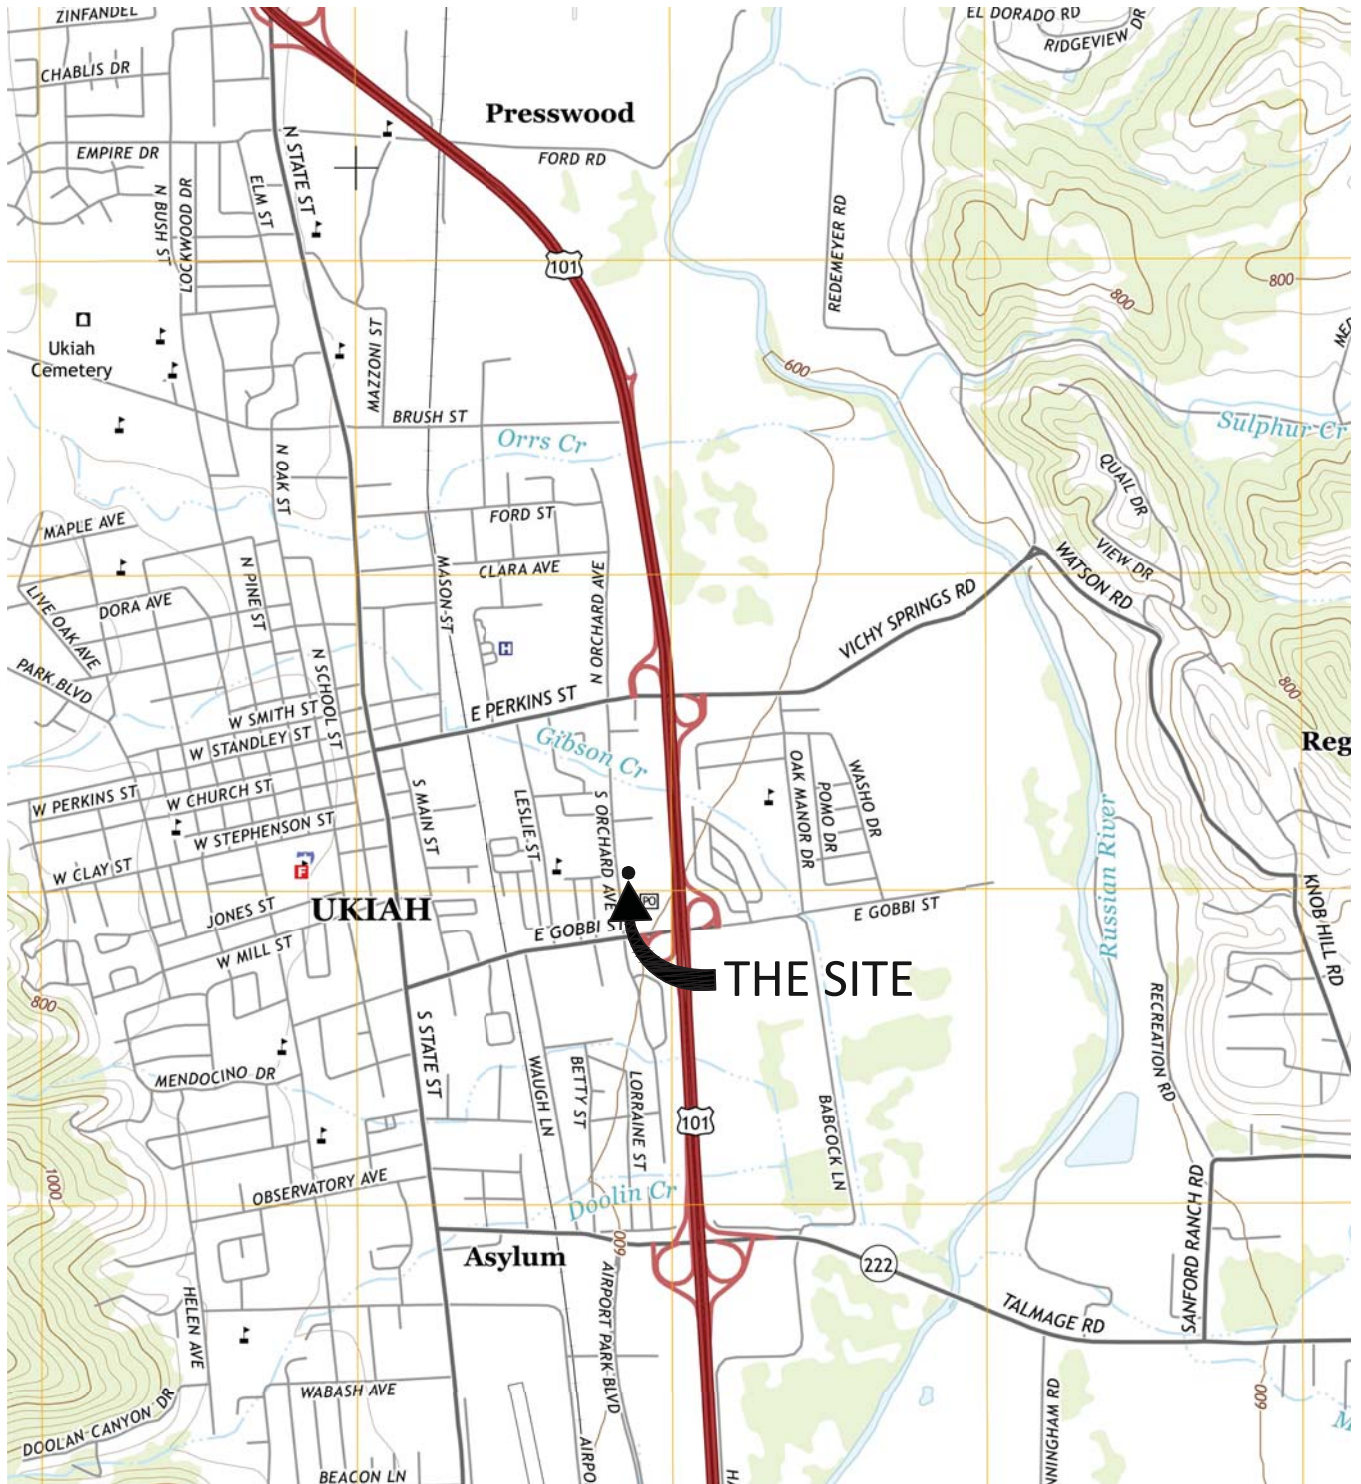 ZINFANDEL
EL DORADO RD
RIDGEVIEW DR
CHABLIS DR
Presswood
N STATE ST
EMPIRE DR
FORD RD
N BUSH ST
LOCKWOOD DR
ELM ST
REDEMEYER RD
101
800
800
Ukiah
Cemetery
MAZZONI ST
600
BRUSH ST
Orrs Cr
Sulphur Cr
N OAK ST
QUAIL DR
FORD ST
MAPLE AVE
VIEW DR
WATSON RD
CLARA AVE
MASON ST
N PINE ST
DORA AVE
LIVE OAK AVE
N ORCHARD AVE
VICHY SPRINGS RD
H
PARK BLVD
N SCHOOL ST
E PERKINS ST
800
W SMITH ST
W STANDLEY ST
Gibson Cr
Reg
W PERKINS ST
W CHURCH ST
S MAIN ST
LESLIE ST
S ORCHARD AVE
OAK MANOR DR
POMO DR
WASHO DR
W STEPHENSON ST
Russian River
W CLAY ST
F
KNOB HILL RD
JONES ST
UKIAH
PO
E GOBBI ST
E GOBBI ST
W MILL ST
THE SITE
800
S STATE ST
RECREATION RD
MENDOCINO DR
WAUGH LN
BETTY ST
LORRAINE ST
BABCOCK LN
101
1000
OBSERVATORY AVE
Doolin Cr
SANFORD RANCH RD
Asylum
600
222
TALMAGE RD
HELEN AVE
AIRPORT PARK BLVD
WABASH AVE
600
DOOLAN CANYON DR
NNINGHAM RD
AIRPO
BEACON LN
H
M